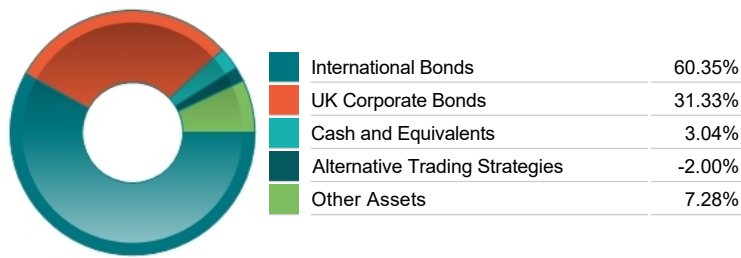 International Bonds 60.35%
UK Corporate Bonds 31.33%
Cash and Equivalents 3.04%
Alternative Trading Strategies -2.00%
Other Assets 7.28%